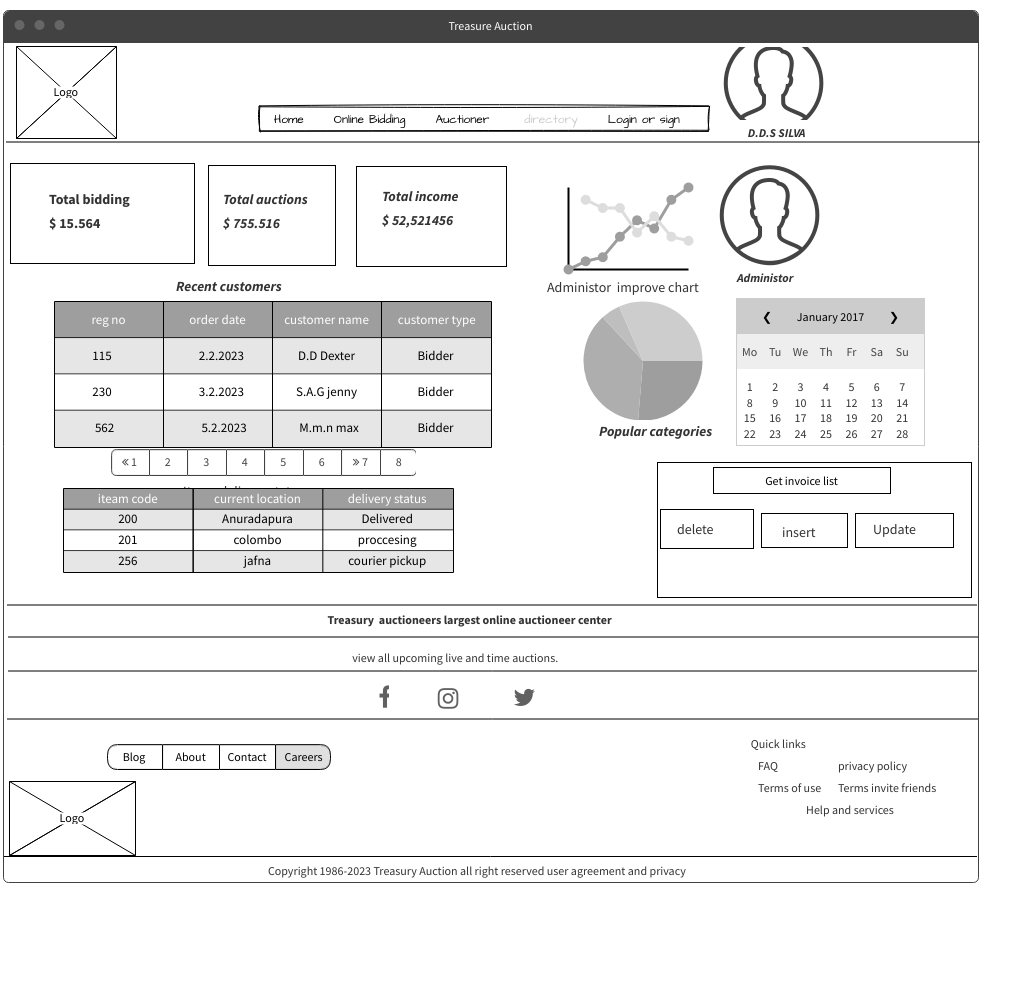 Treasure Auction
Logo
Home Online Bidding Auctioner directory Login or sign
D.D.S SILVA
Total bidding
$ 15.564
Total auctions
$ 755.516
Total income
$ 52,521456
Administor
Recent customers
Administor improve chart
reg no order date customer name customer type
115 2.2.2023 D.D Dexter Bidder
230 3.2.2023 S.A.G jenny Bidder
562 5.2.2023 M.m.n max Bidder
« 1 2 3 4 5 6 » 7 8
❮ January 2017 ❯
Mo Tu We Th Fr Sa Su
1 2 3 4 5 6 7
8 9 10 11 12 13 14
15 16 17 18 19 20 21
22 23 24 25 26 27 28
Popular categories
iteam code current location delivery status
200 Anuradapura Delivered
201 colombo proccesing
256 jafna courier pickup
Get invoice list
delete insert Update
Treasury auctioneers largest online auctioneer center
view all upcoming live and time auctions.
Blog About Contact Careers
Logo
Quick links
FAQ privacy policy
Terms of use Terms invite friends
Help and services
Copyright 1986-2023 Treasury Auction all right reserved user agreement and privacy